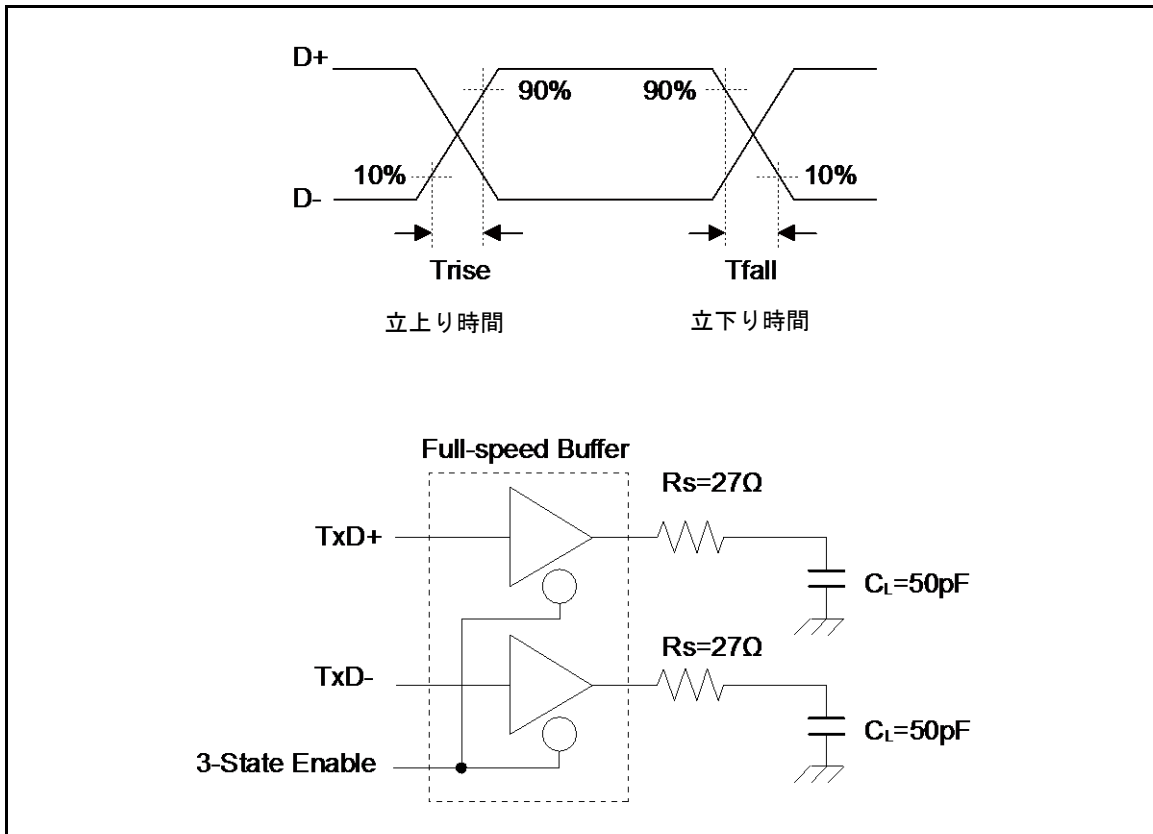 D+
90%
90%
10%
10%
D-
Trise
Tfall
立上り時間
立下り時間
Full-speed Buffer
Rs=27Ω
TxD+
CL=50pF
Rs=27Ω
TxD-
CL=50pF
3-State Enable